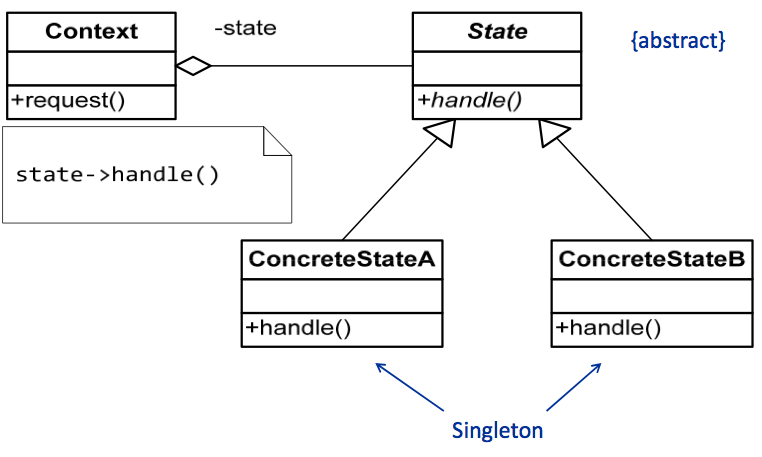 Context
-state
State
{abstract}
+request()
+handle()
state->handle()
ConcreteStateA
ConcreteStateB
+handle()
+handle()
Singleton